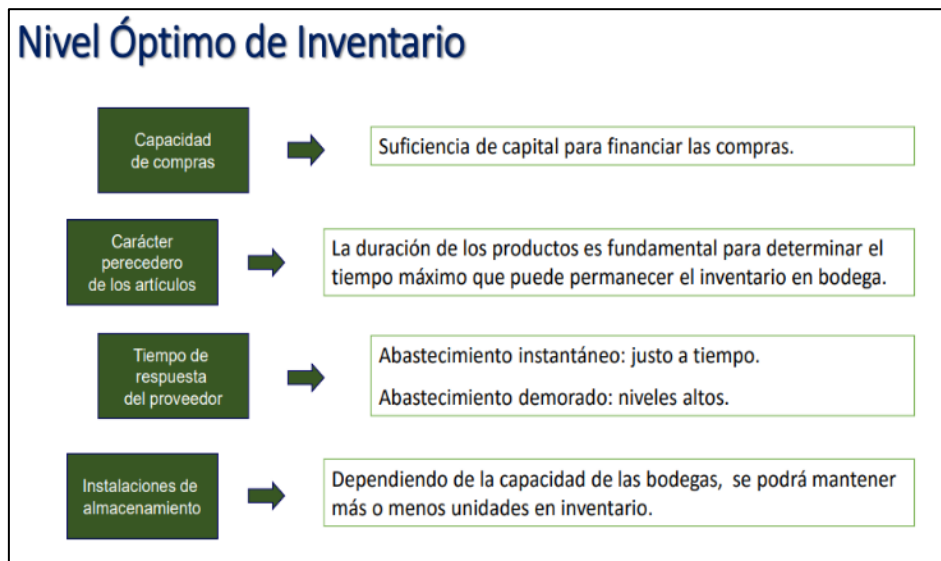 Nivel Óptimo de Inventario
Capacidad
de compras
Suficiencia de capital para financiar las compras.
Carácter
perecedero
de los artículos
La duración de los productos es fundamental para determinar el
tiempo máximo que puede permanecer el inventario en bodega.
Tiempo de
respuesta
del proveedor
Abastecimiento instantáneo: justo a tiempo.
Abastecimiento demorado: niveles altos.
Instalaciones de
almacenamiento
Dependiendo de la capacidad de las bodegas, se podrá mantener
más o menos unidades en inventario.